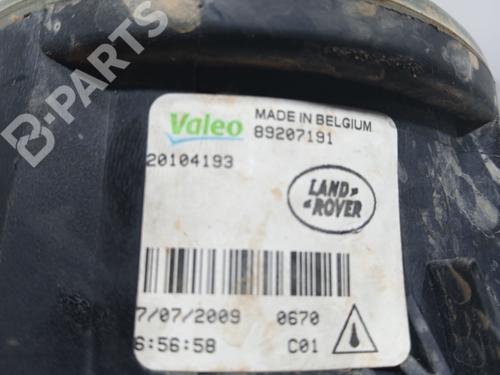 B-PARTS
Valeo
MADE IN BELGIUM
89207191
20104193
LAND
ROVER
7/07/2009 0670
6:56:58 C01